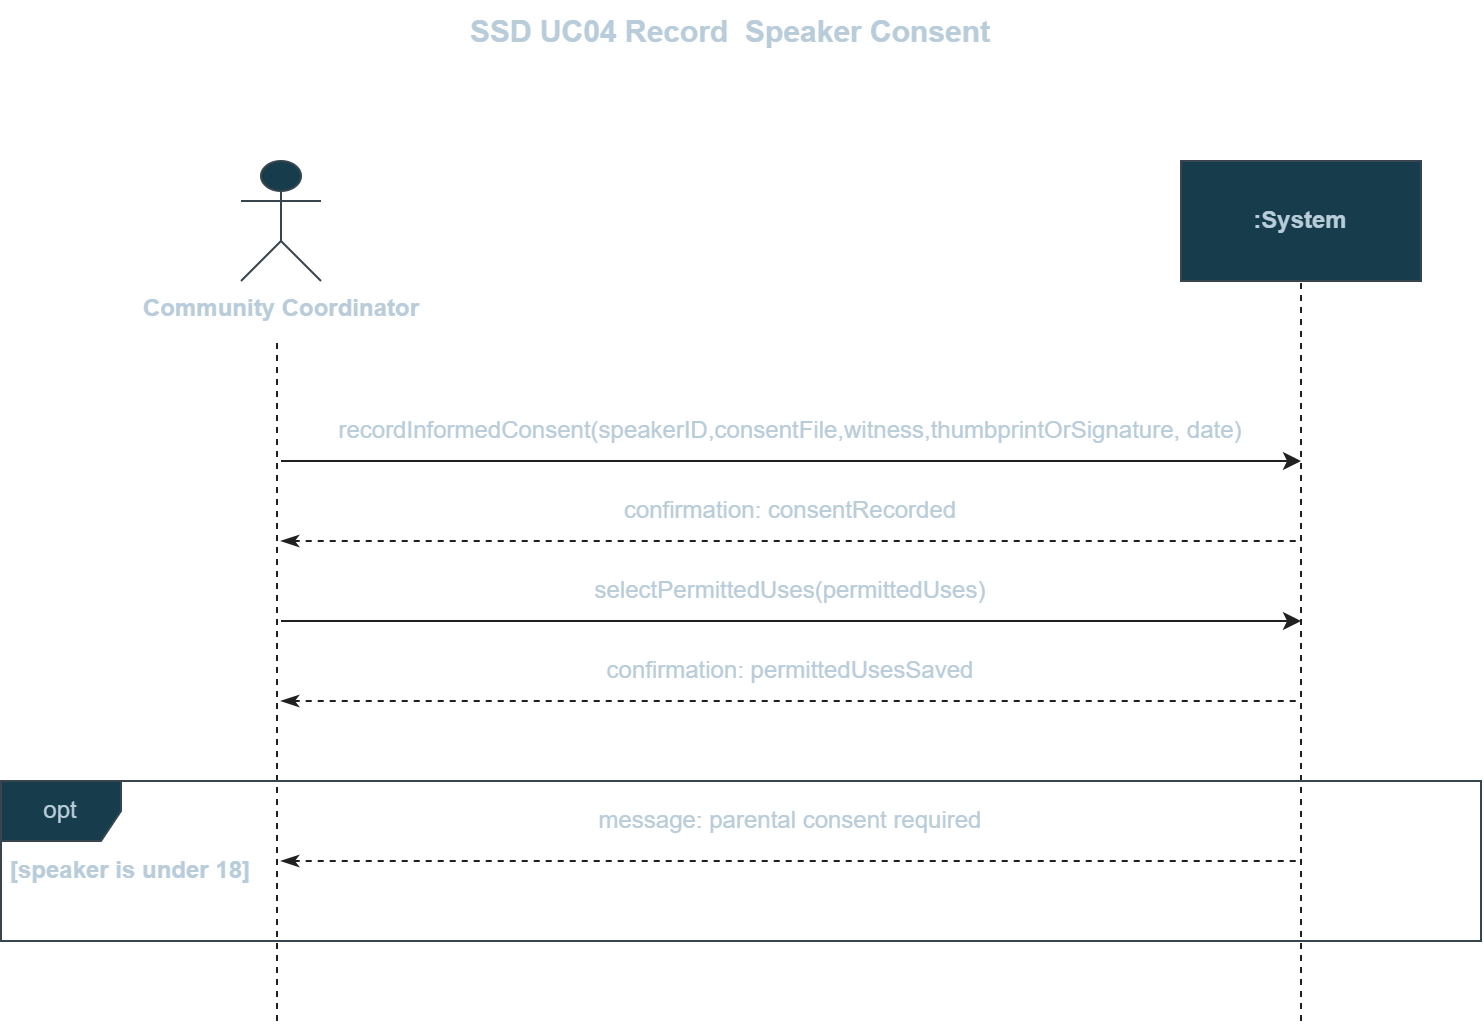 SSD UC04 Record  Speaker Consent
:System
Community Coordinator
recordInformedConsent(speakerID,consentFile,witness,thumbprintOrSignature, date)
confirmation: consentRecorded
selectPermittedUses(permittedUses)
confirmation: permittedUsesSaved
opt
message: parental consent required
[speaker is under 18]